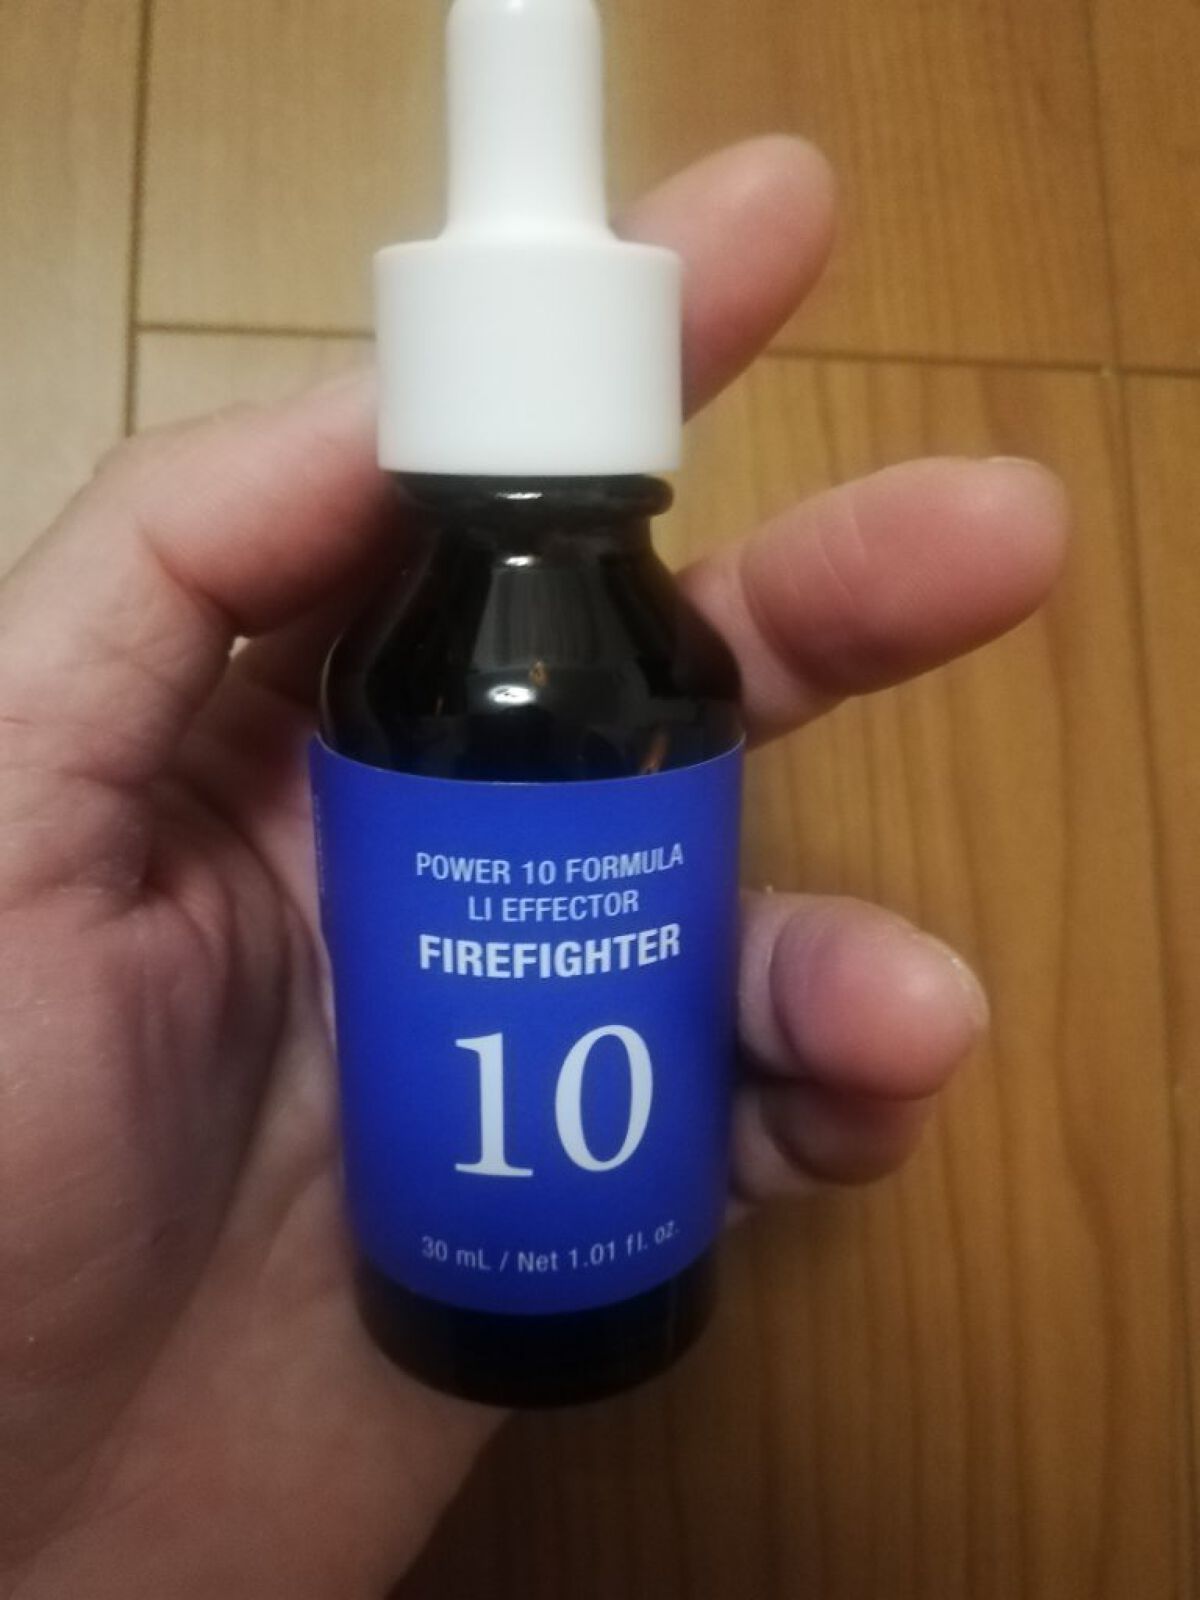 POWER 10 FORMULA
LI EFFECTOR
FIREFIGHTER
10
30 mL / Net 1.01 fl. oz.